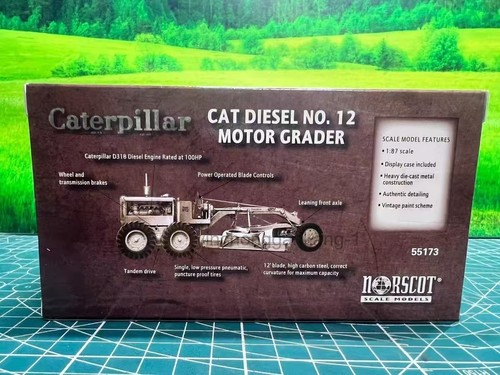 Caterpillar
CAT DIESEL NO. 12
MOTOR GRADER
Caterpillar D318 Diesel Engine Rated at 100HP
Wheel and
transmission brakes
Power Operated Blade Controls
Leaning front axle
Tandem drive
Single, low pressure pneumatic,
puncture proof tires
12' blade, high carbon steel, correct
curvature for maximum capacity
SCALE MODEL FEATURES
• 1:87 scale
• Display case included
• Heavy die-cast metal
construction
• Authentic detailing
• Vintage paint scheme
55173
NORSCOT®
SCALE MODELS